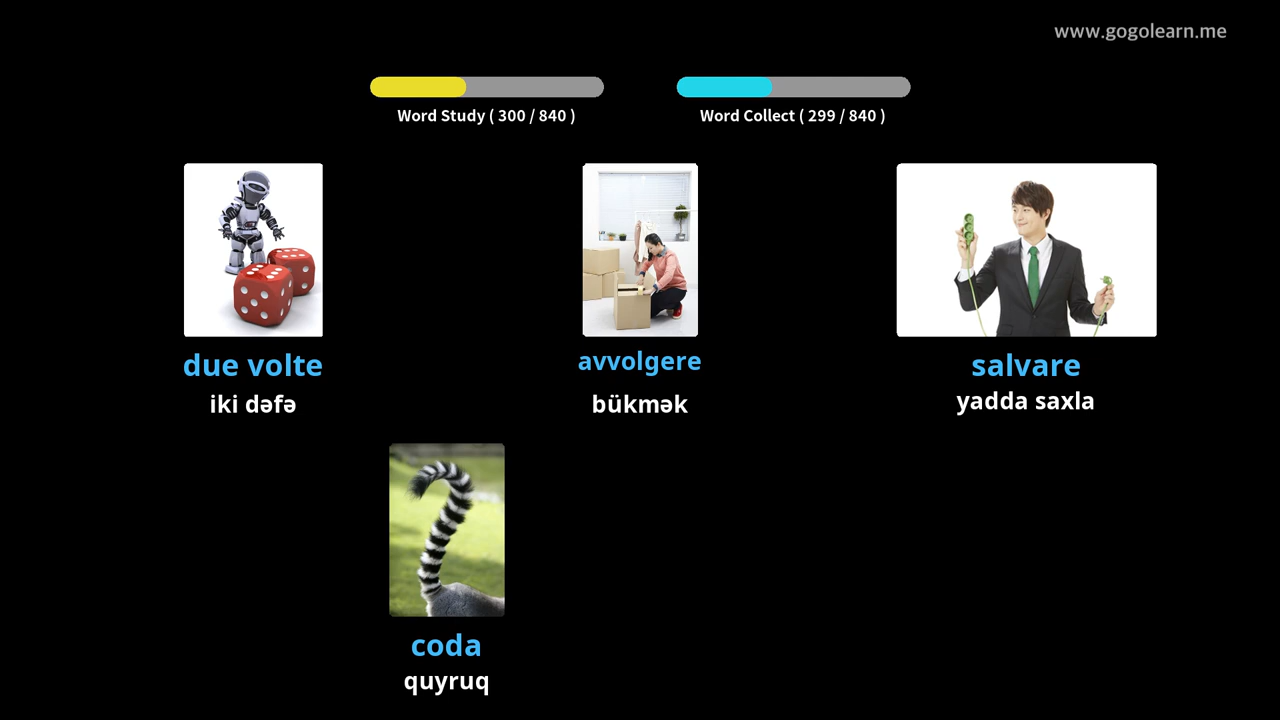 www.gogolearn.me
Word Study ( 300 / 840 )
Word Collect ( 299 / 840 )
due volte
iki dəfə
avvolgere
bükmək
salvare
yadda saxla
coda
quyruq